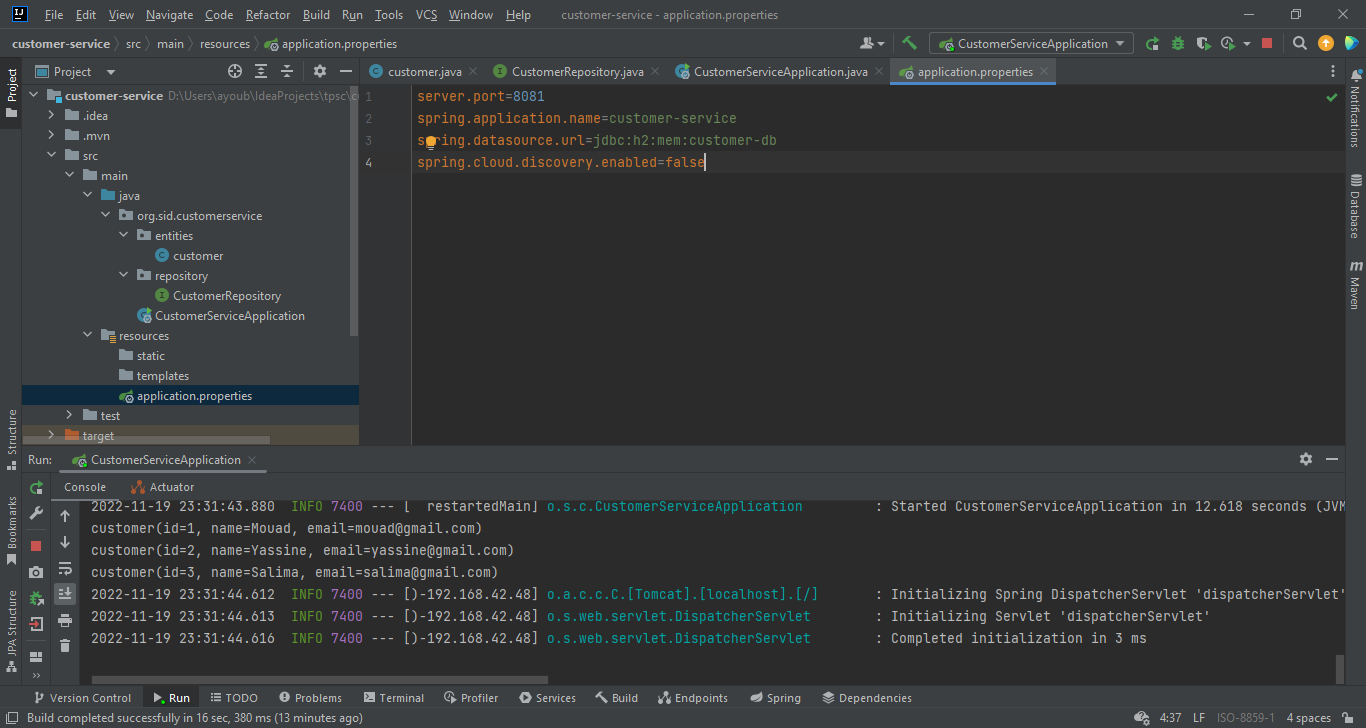 File Edit View Navigate Code Refactor Build Run Tools VCS Window Help customer-service - application.properties
customer-service src main resources application.properties CustomerServiceApplication
Project
Project customer.java CustomerRepository.java CustomerServiceApplication.java application.properties
customer-service D:\Users\ayoub\IdeaProjects\tpsc\
.idea
.mvn
src
main
java
org.sid.customerservice
entities
customer
repository
CustomerRepository
CustomerServiceApplication
resources
static
templates
application.properties
test
target
1 server.port=8081
2 spring.application.name=customer-service
3 spring.datasource.url=jdbc:h2:mem:customer-db
4 spring.cloud.discovery.enabled=false
Notifications
Database
m Maven
Structure
Bookmarks
JPA Structure
Run: CustomerServiceApplication
Console Actuator
2022-11-19 23:31:43.880 INFO 7400 --- [ restartedMain] o.s.c.CustomerServiceApplication : Started CustomerServiceApplication in 12.618 seconds (JVM
customer(id=1, name=Mouad, email=mouad@gmail.com)
customer(id=2, name=Yassine, email=yassine@gmail.com)
customer(id=3, name=Salima, email=salima@gmail.com)
2022-11-19 23:31:44.612 INFO 7400 --- [)-192.168.42.48] o.a.c.c.C.[Tomcat].[localhost].[/] : Initializing Spring DispatcherServlet 'dispatcherServlet'
2022-11-19 23:31:44.613 INFO 7400 --- [)-192.168.42.48] o.s.web.servlet.DispatcherServlet : Initializing Servlet 'dispatcherServlet'
2022-11-19 23:31:44.616 INFO 7400 --- [)-192.168.42.48] o.s.web.servlet.DispatcherServlet : Completed initialization in 3 ms
Version Control Run TODO Problems Terminal Profiler Services Build Endpoints Spring Dependencies
Build completed successfully in 16 sec, 380 ms (13 minutes ago) 4:37 LF ISO-8859-1 4 spaces